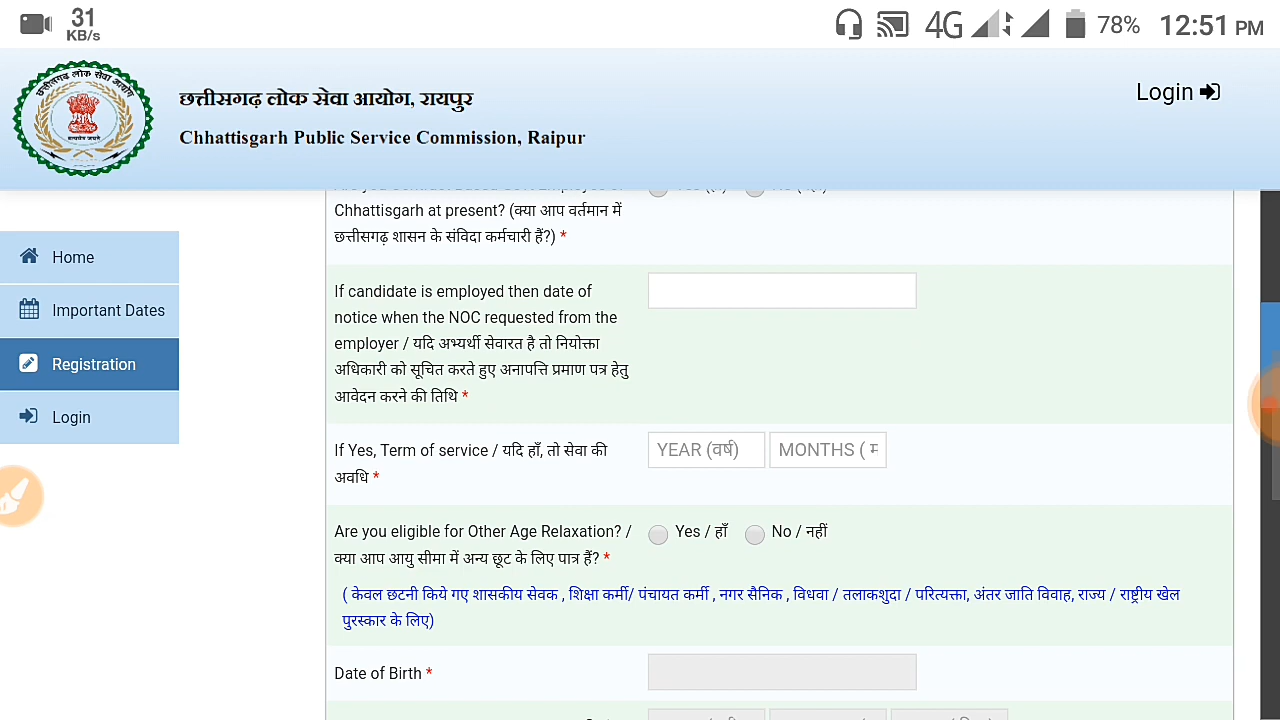 31
KB/s
4G
78%
12:51 PM
छत्तीसगढ़ लोक सेवा आयोग, रायपुर
Chhattisgarh Public Service Commission, Raipur
Login
छत्तीसगढ़ लोक सेवा आयोग
Home
Important Dates
Registration
Login
Chhattisgarh at present? (क्या आप वर्तमान में
छत्तीसगढ़ शासन के संविदा कर्मचारी हैं?) *
If candidate is employed then date of
notice when the NOC requested from the
employer / यदि अभ्यर्थी सेवारत है तो नियोक्ता
अधिकारी को सूचित करते हुए अनापत्ति प्रमाण पत्र हेतु
आवेदन करने की तिथि *
If Yes, Term of service / यदि हाँ, तो सेवा की
अवधि *
YEAR (वर्ष)
MONTHS (
Are you eligible for Other Age Relaxation? /
क्या आप आयु सीमा में अन्य छूट के लिए पात्र हैं? *
Yes / हाँ
No / नहीं
( केवल छटनी किये गए शासकीय सेवक , शिक्षा कर्मी/ पंचायत कर्मी , नगर सैनिक , विधवा / तलाकशुदा / परित्यक्ता, अंतर जाति विवाह, राज्य / राष्ट्रीय खेल
पुरस्कार के लिए)
Date of Birth *